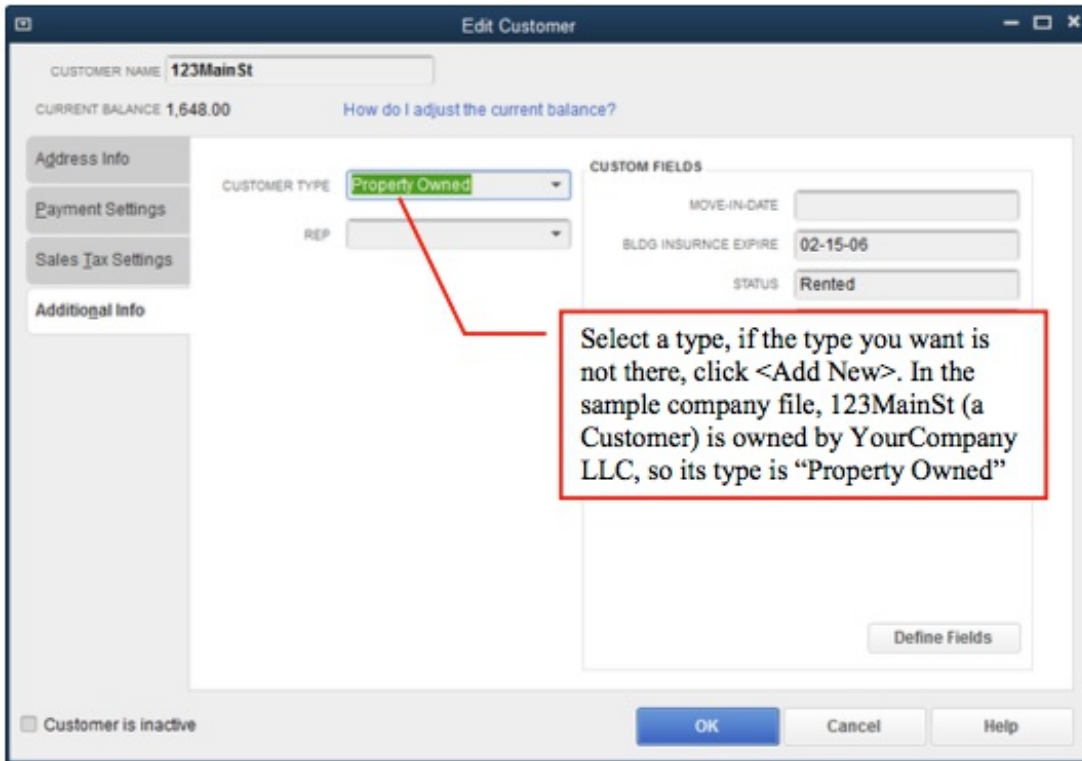 Edit Customer
CUSTOMER NAME 123MainSt
CURRENT BALANCE 1,648.00 How do I adjust the current balance?
Address Info
Payment Settings
Sales Tax Settings
Additional Info
CUSTOMER TYPE Property Owned
REP
CUSTOM FIELDS
MOVE-IN-DATE
BLDG INSURNCE EXPIRE 02-15-06
STATUS Rented
Select a type, if the type you want is
not there, click <Add New>. In the
sample company file, 123MainSt (a
Customer) is owned by YourCompany
LLC, so its type is “Property Owned”
Define Fields
Customer is inactive
OK Cancel Help